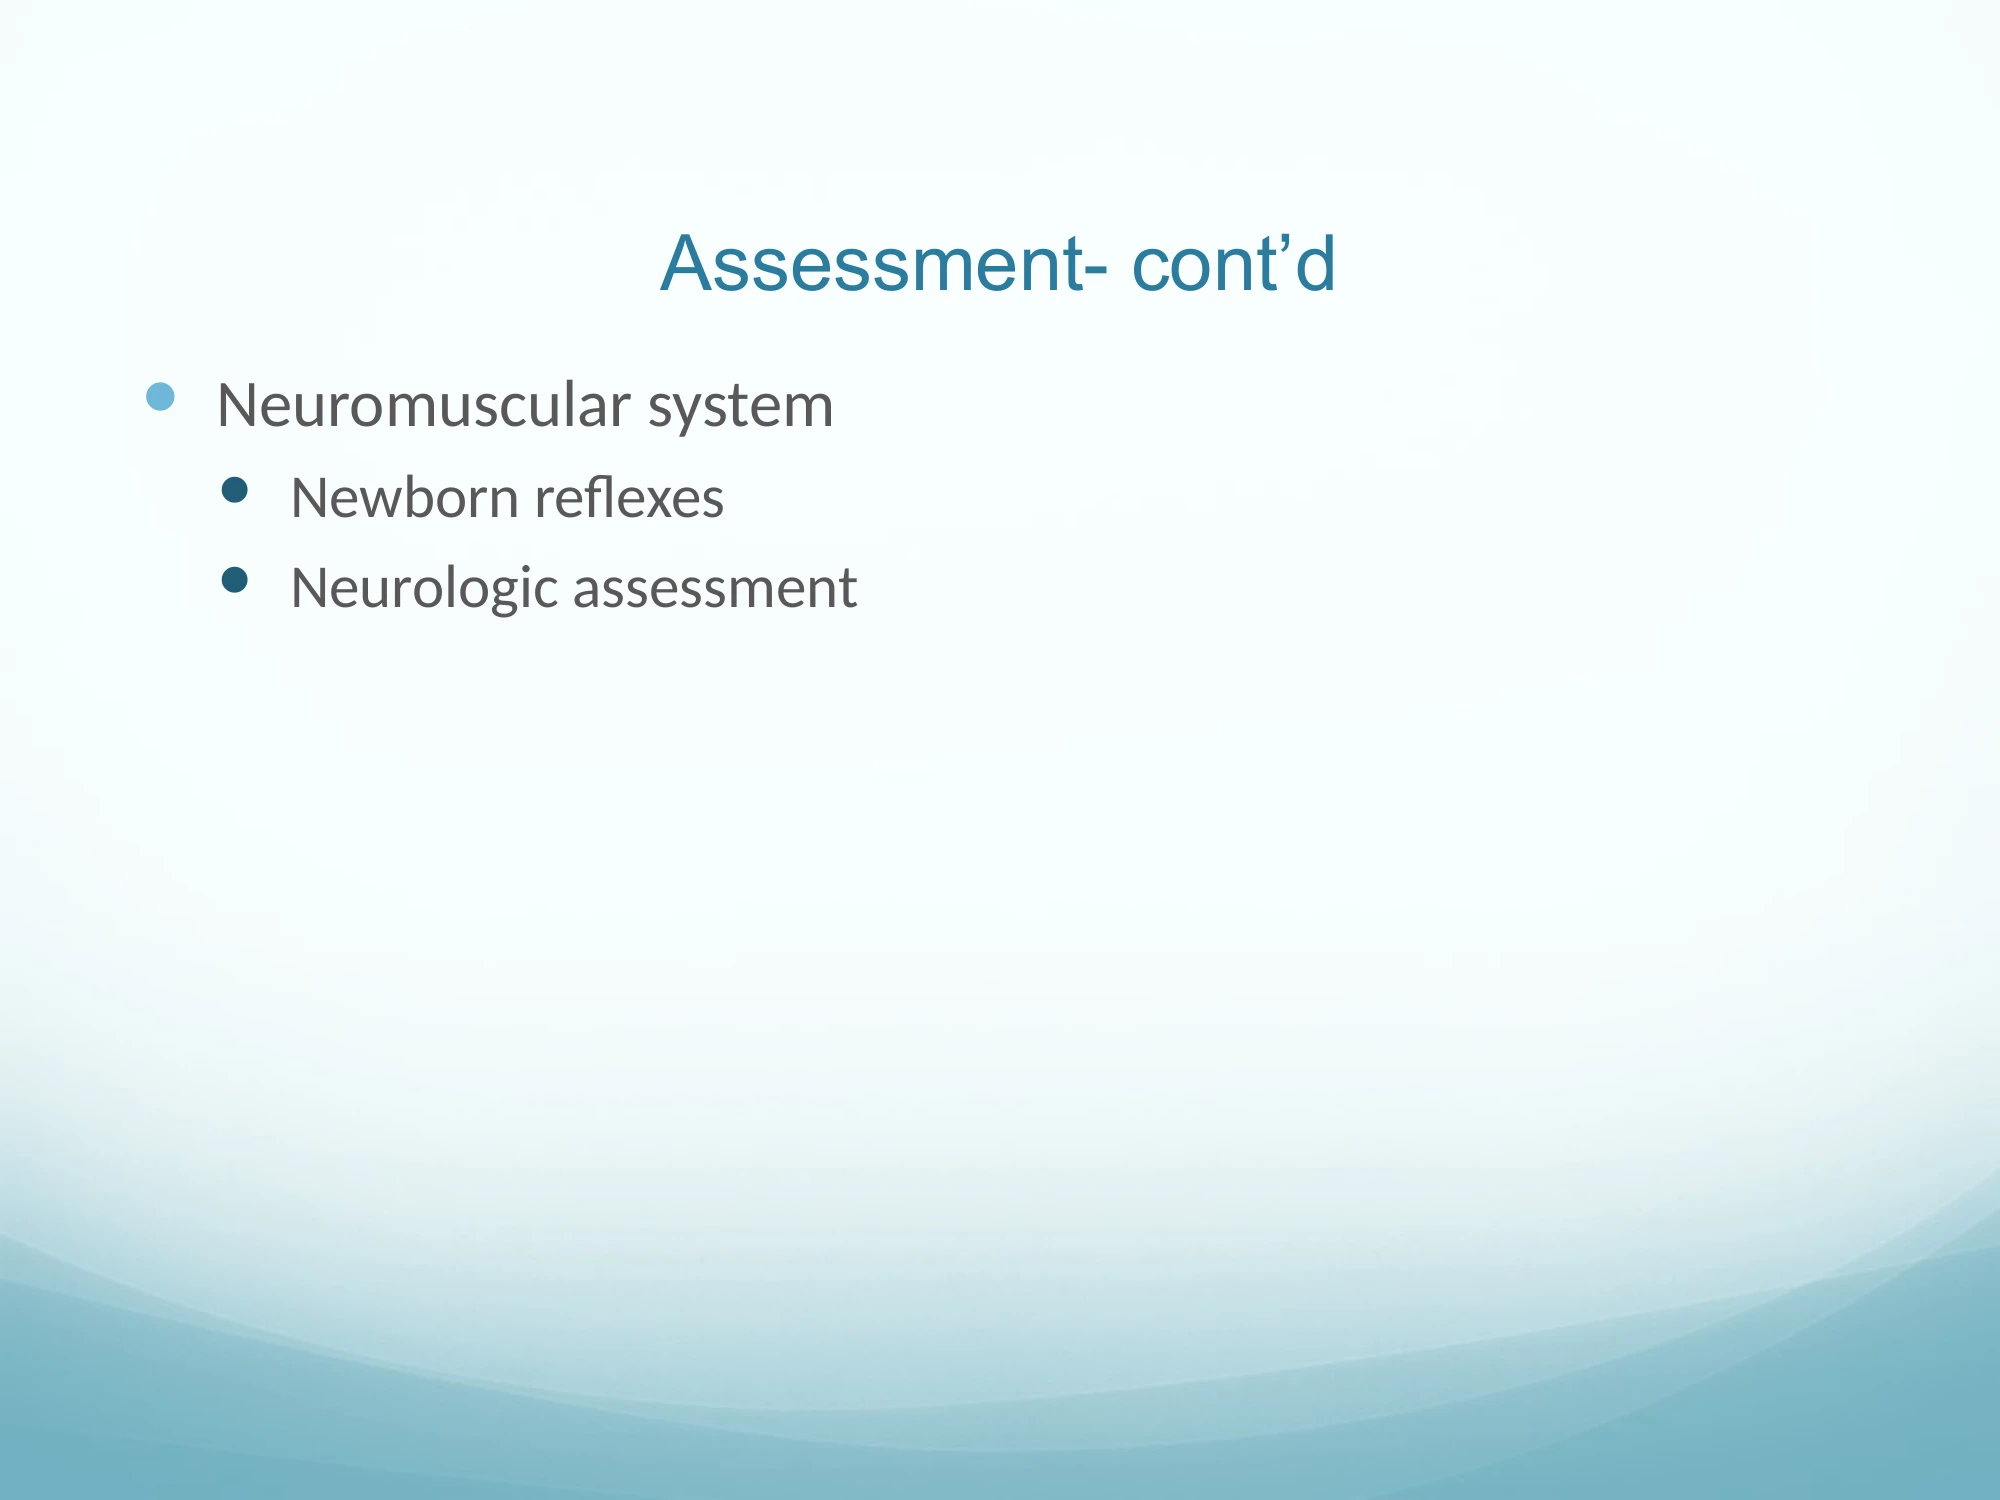 Assessment- cont’d
Neuromuscular system
Newborn reflexes
Neurologic assessment